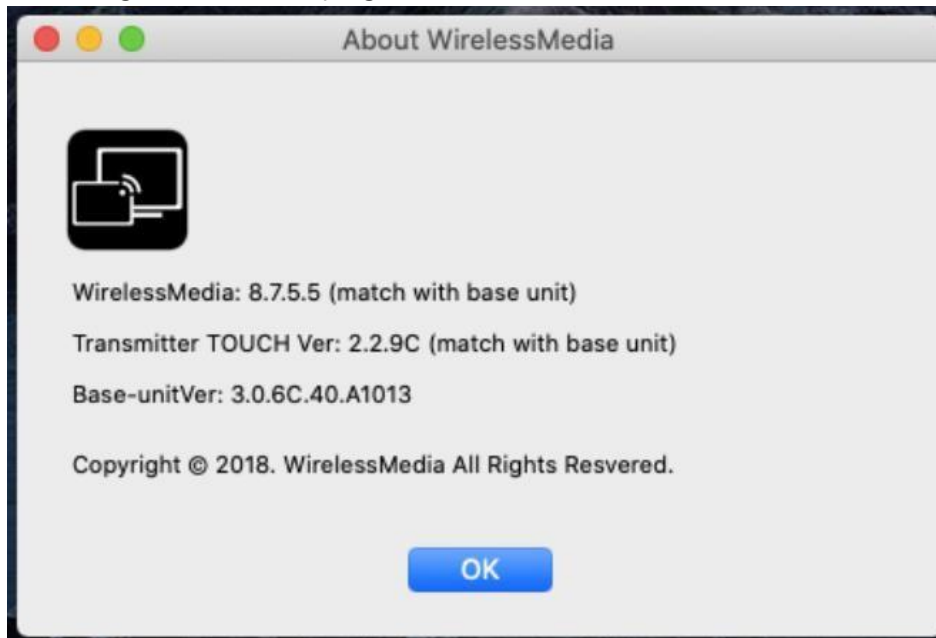 About WirelessMedia
WirelessMedia: 8.7.5.5 (match with base unit)
Transmitter TOUCH Ver: 2.2.9C (match with base unit)
Base-unitVer: 3.0.6C.40.A1013
Copyright © 2018. WirelessMedia All Rights Resvered.
OK